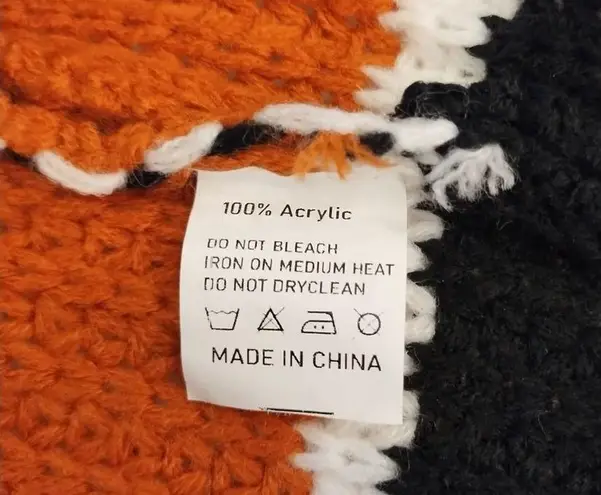 100% Acrylic
DO NOT BLEACH
IRON ON MEDIUM HEAT
DO NOT DRYCLEAN
MADE IN CHINA